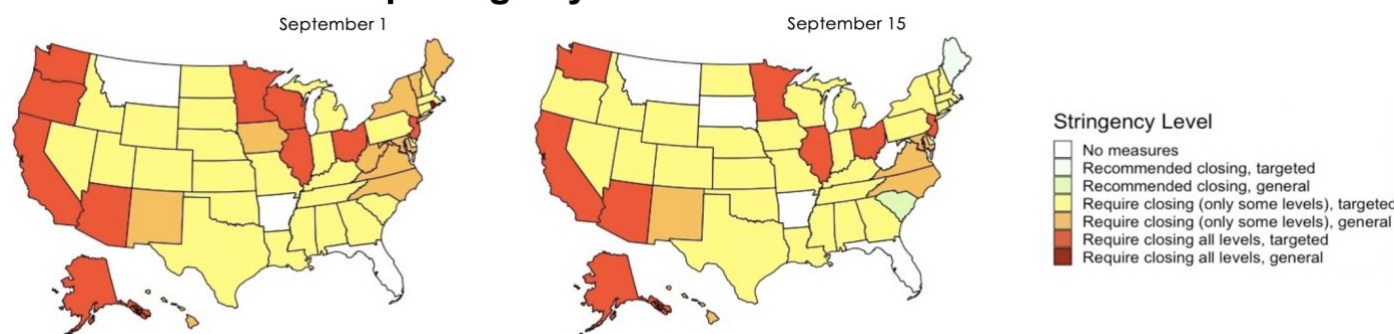 September 1
September 15
Stringency Level
No measures
Recommended closing, targeted
Recommended closing, general
Require closing (only some levels), targeted
Require closing (only some levels), general
Require closing all levels, targeted
Require closing all levels, general